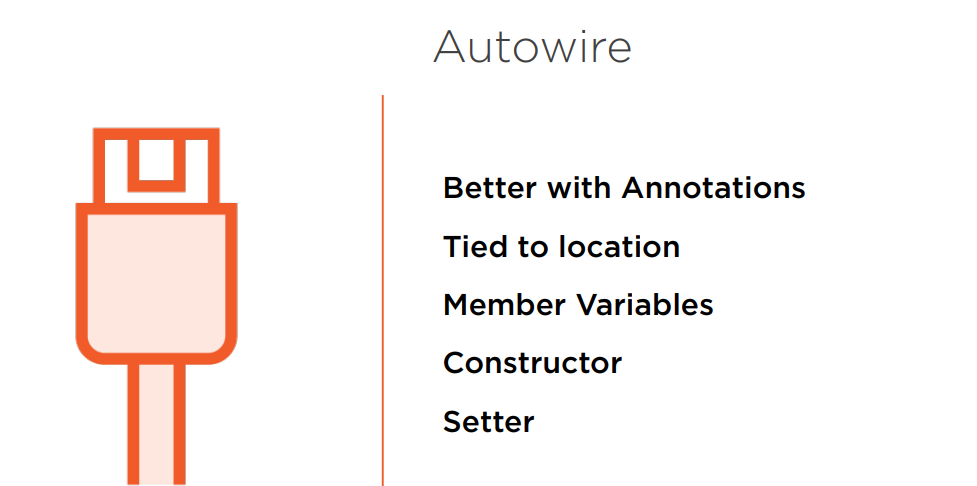 Autowire
Better with Annotations
Tied to location
Member Variables
Constructor
Setter